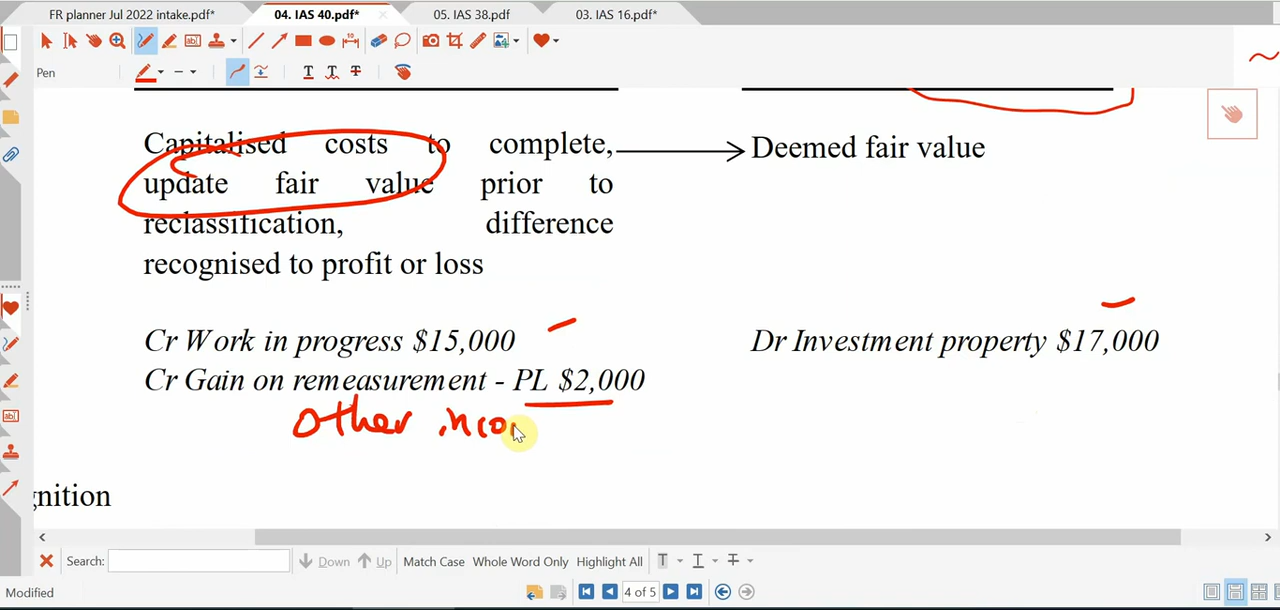 FR planner Jul 2022 intake.pdf*
04. IAS 40.pdf*
05. IAS 38.pdf
03. IAS 16.pdf*
Pen
Capitalised costs to complete,
update fair value prior to
reclassification, difference
recognised to profit or loss
Deemed fair value
Cr Work in progress $15,000
Cr Gain on remeasurement - PL $2,000
Dr Investment property $17,000
Other inco
gnition
Search:
Down
Up
Match Case
Whole Word Only
Highlight All
4 of 5
Modified